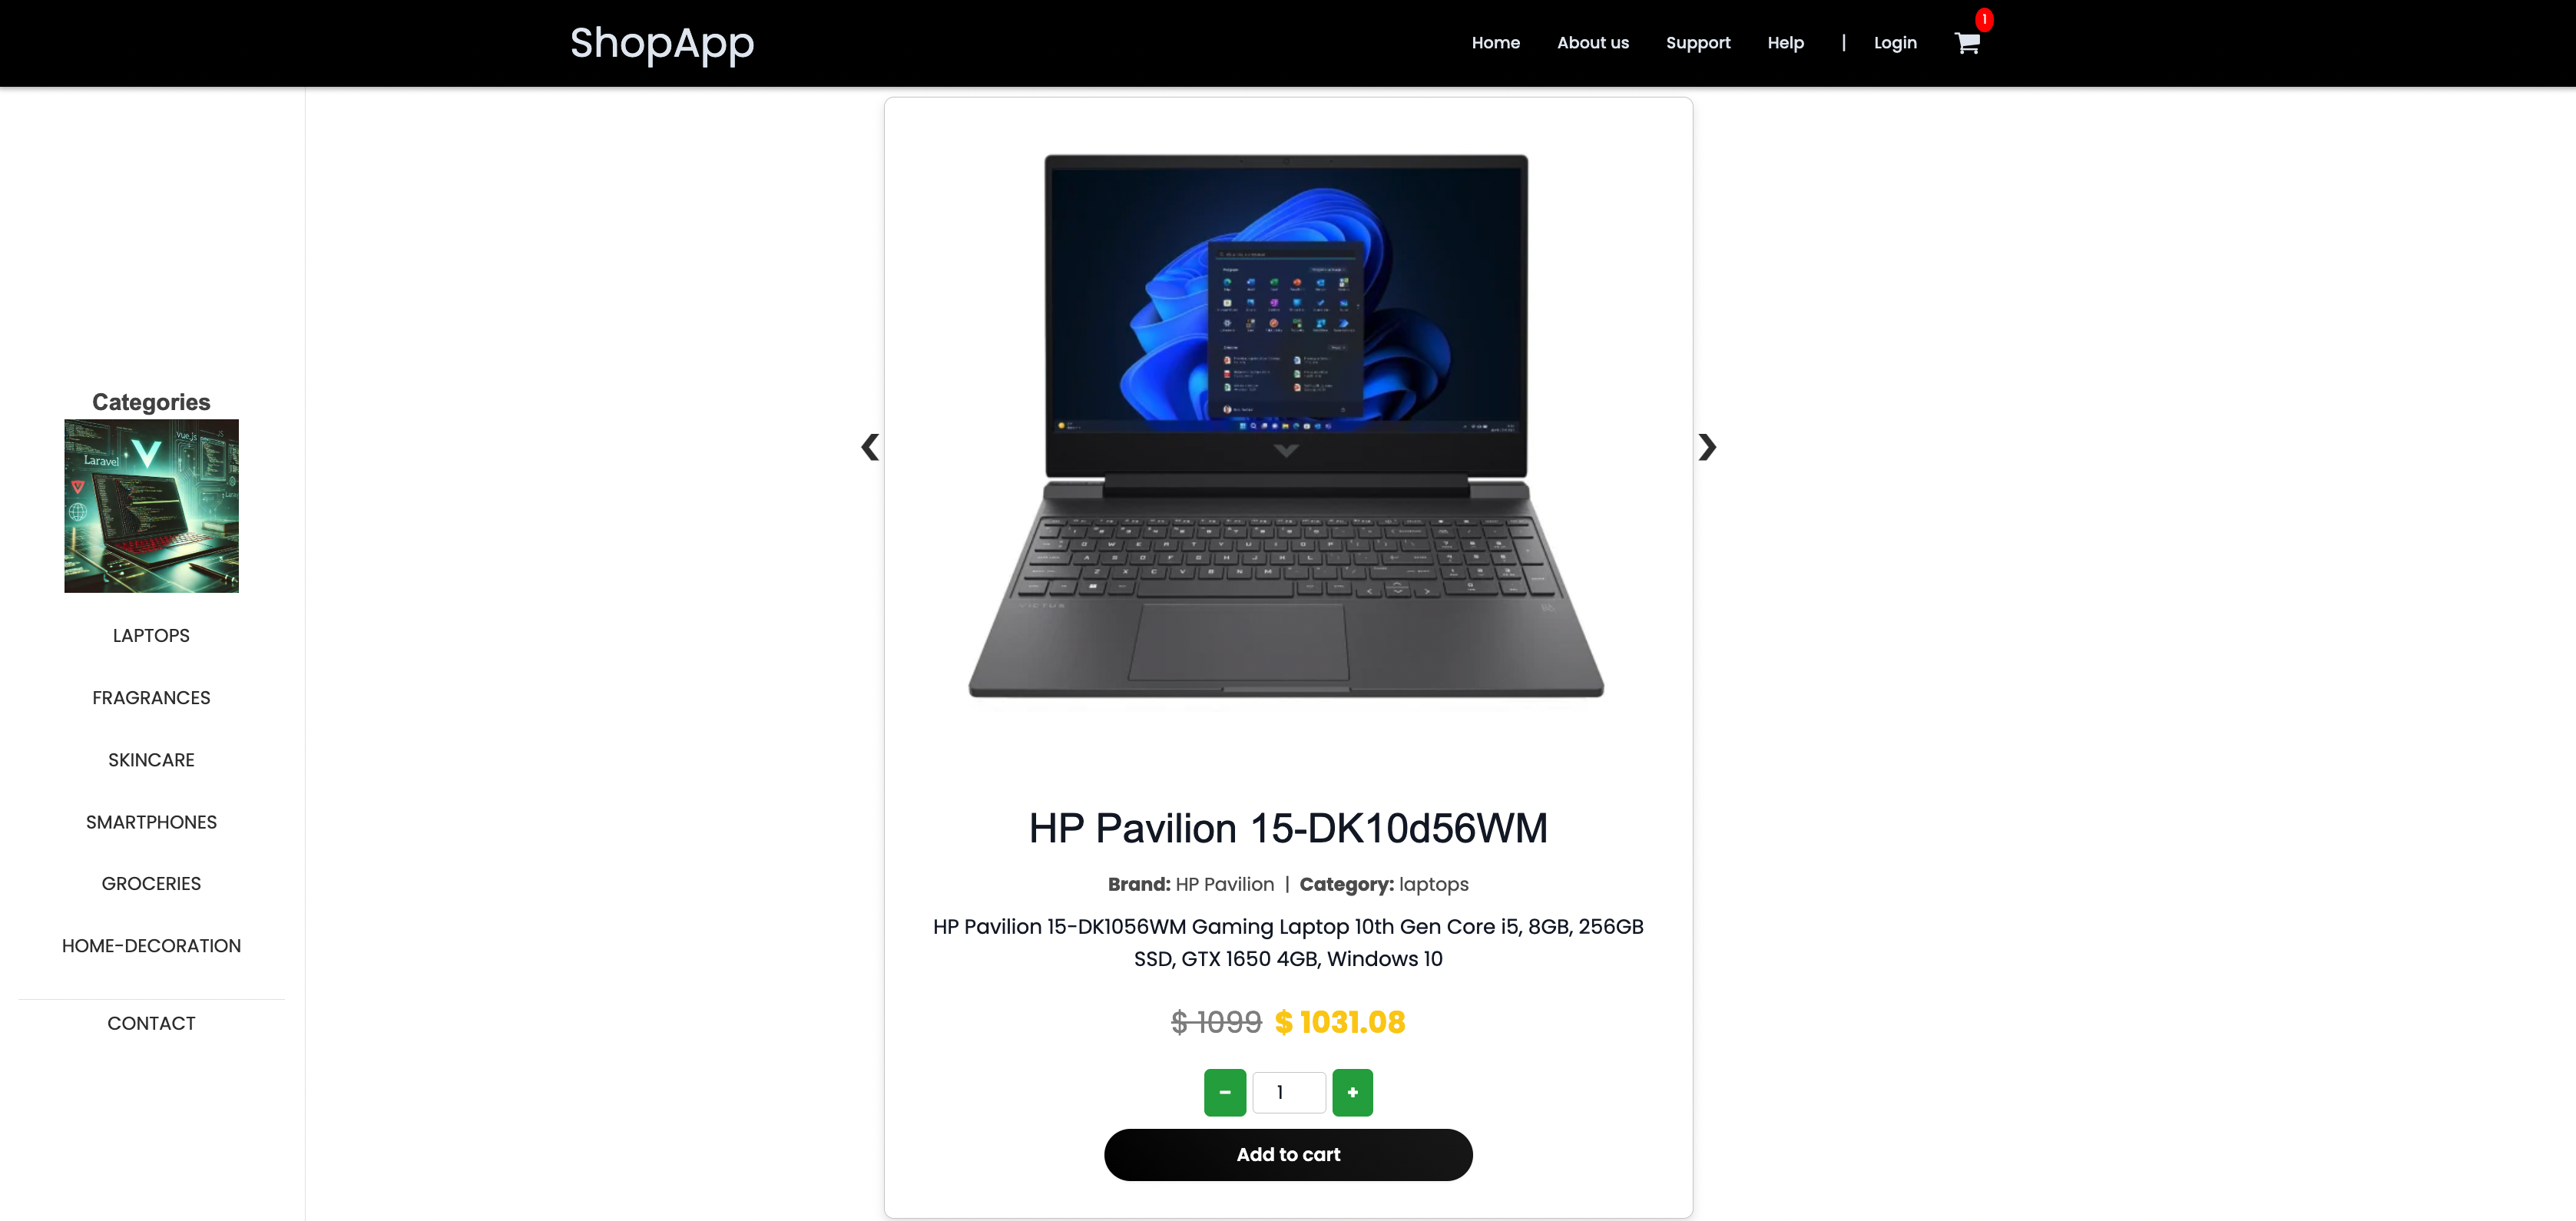 ShopApp
Home About us Support Help | Login 1
Categories
Laravel
vue.js
LAPTOPS
FRAGRANCES
SKINCARE
SMARTPHONES
GROCERIES
HOME-DECORATION
CONTACT
VICTUS
HP Pavilion 15-DK10d56WM
Brand: HP Pavilion | Category: laptops
HP Pavilion 15-DK1056WM Gaming Laptop 10th Gen Core i5, 8GB, 256GB
SSD, GTX 1650 4GB, Windows 10
$ 1099 $ 1031.08
- 1 +
Add to cart